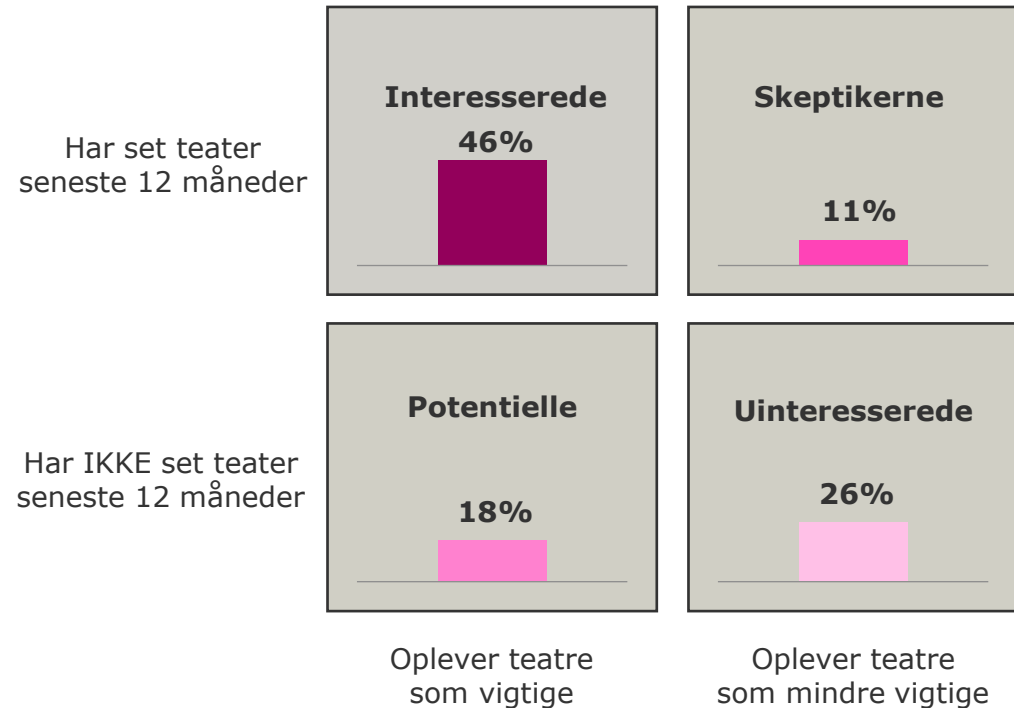 Interesserede
46%
Skeptikerne
11%
Har set teater
seneste 12 måneder
Potentielle
18%
Uinteresserede
26%
Har IKKE set teater
seneste 12 måneder
Oplever teatre
som vigtige
Oplever teatre
som mindre vigtige